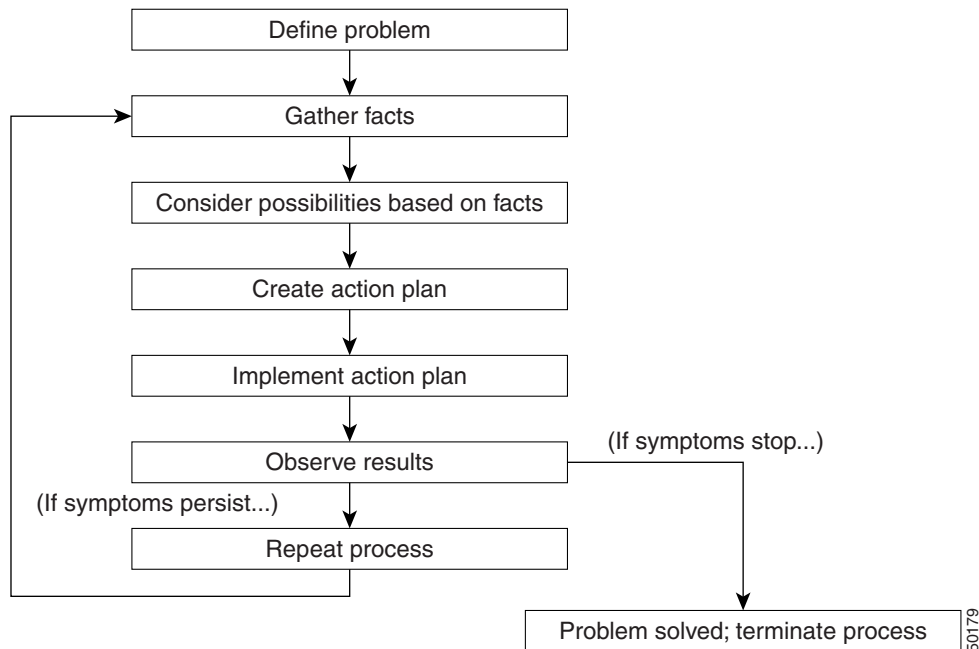 Define problem
Gather facts
Consider possibilities based on facts
Create action plan
Implement action plan
(If symptoms stop...)
Observe results
(If symptoms persist...)
Repeat process
Problem solved; terminate process